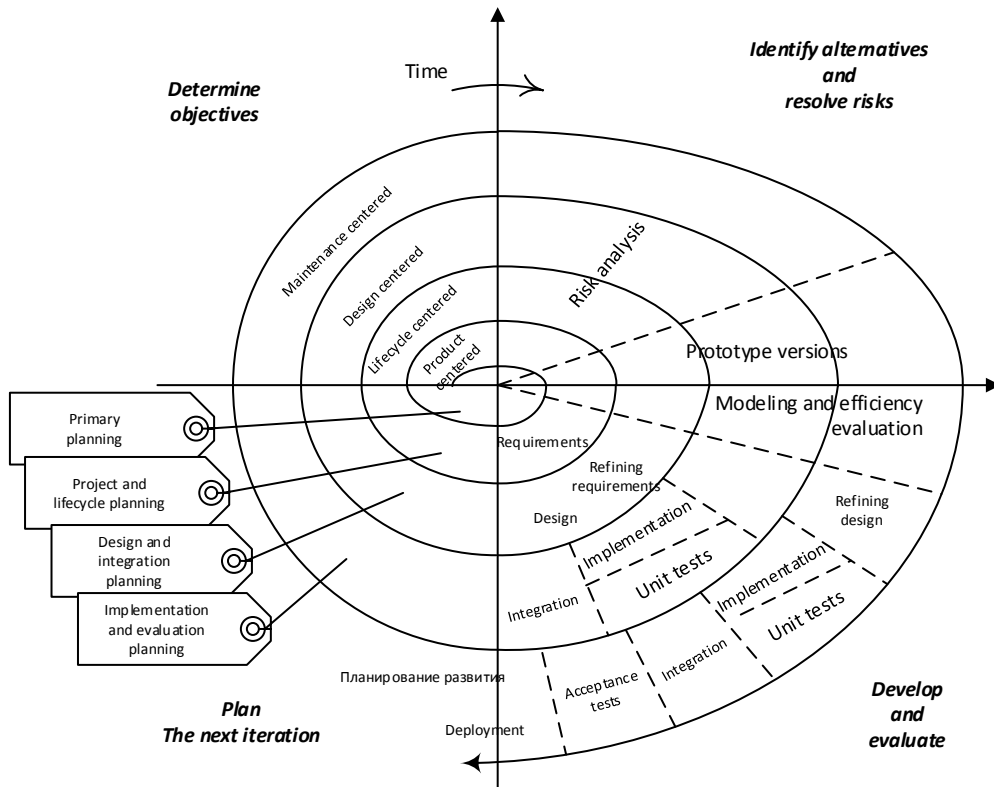 Identify alternatives
and
resolve risks
Time
Determine
objectives
Maintenance centered
Design centered
Lifecycle centered
Product
centered
Risk analysis
Prototype versions
Modeling and efficiency
evaluation
Primary
planning
Project and
lifecycle planning
Design and
integration
planning
Implementation
and evaluation
planning
Requirements
Refining
requirements
Design
Implementation
Unit tests
Integration
Refining
design
Implementation
Unit tests
Integration
Acceptance
tests
Планирование развития
Deployment
Plan
The next iteration
Develop
and
evaluate